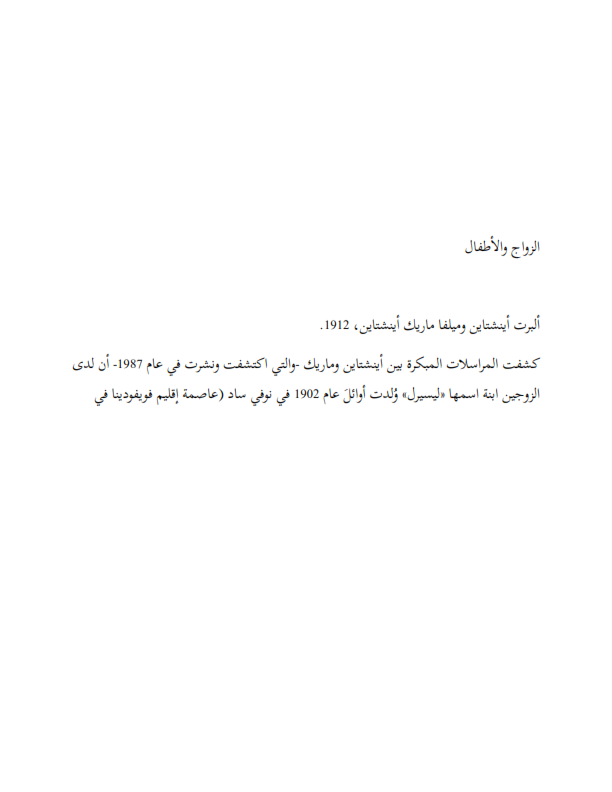 الزواج والأطفال
ألبرت أينشتاين وميلفا ماريك أينشتاين، 1912.
كشفت المراسلات المبكرة بين أينشتاين وماريك -والتي اكتشفت ونشرت في عام 1987- أن لدى
الزوجين ابنة اسمها «ليسيرل» وُلدت أوائلَ عام 1902 في نوفي ساد (عاصمة إقليم فويفودينا في